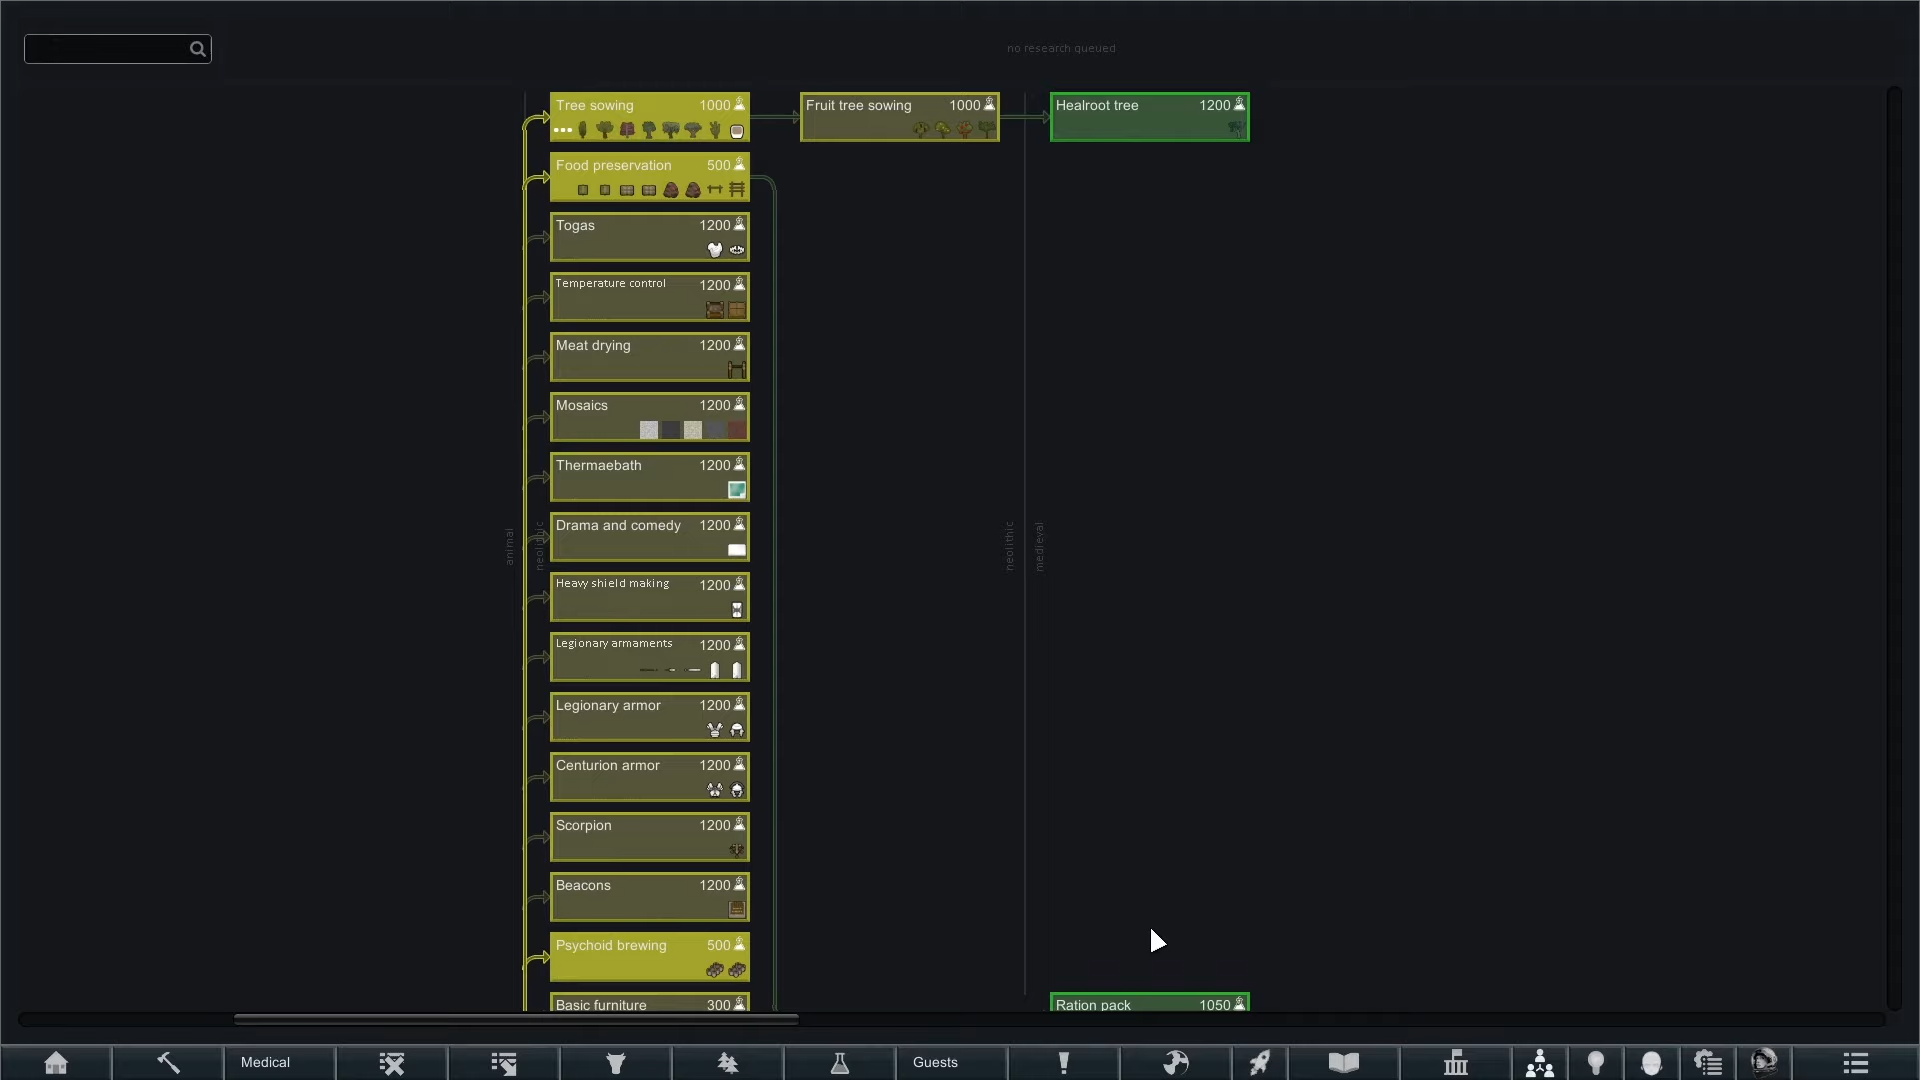 no research queued
Tree sowing 1000
Fruit tree sowing 1000
Healroot tree 1200
Food preservation 500
Togas 1200
Temperature control 1200
Meat drying 1200
Mosaics 1200
Thermaebath 1200
Drama and comedy 1200
animal
neolithic
neolithic
medieval
Heavy shield making 1200
Legionary armaments 1200
Legionary armor 1200
Centurion armor 1200
Scorpion 1200
Beacons 1200
Psychoid brewing 500
Basic furniture 300
Ration pack 1050
Medical
Guests